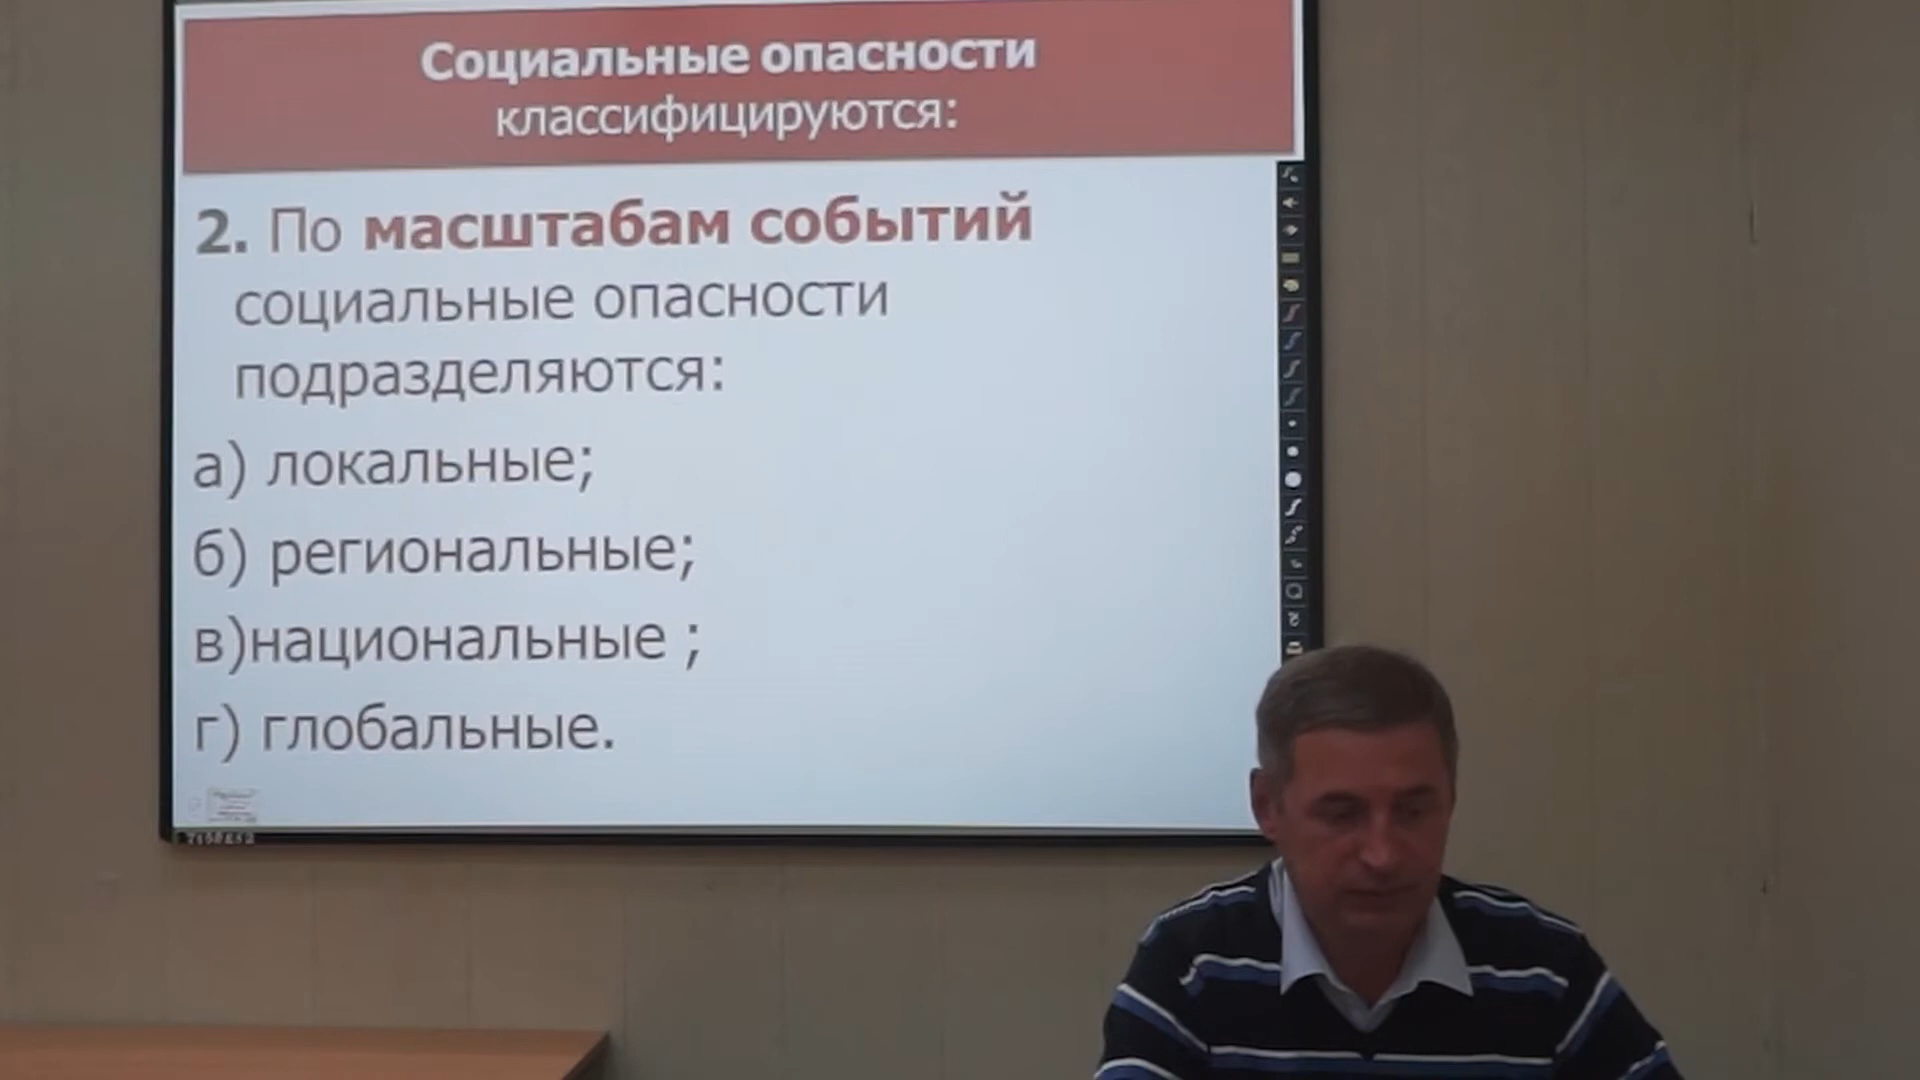 Социальные опасности
классифицируются:
2. По масштабам событий
социальные опасности
подразделяются:
а) локальные;
б) региональные;
в)национальные ;
г) глобальные.